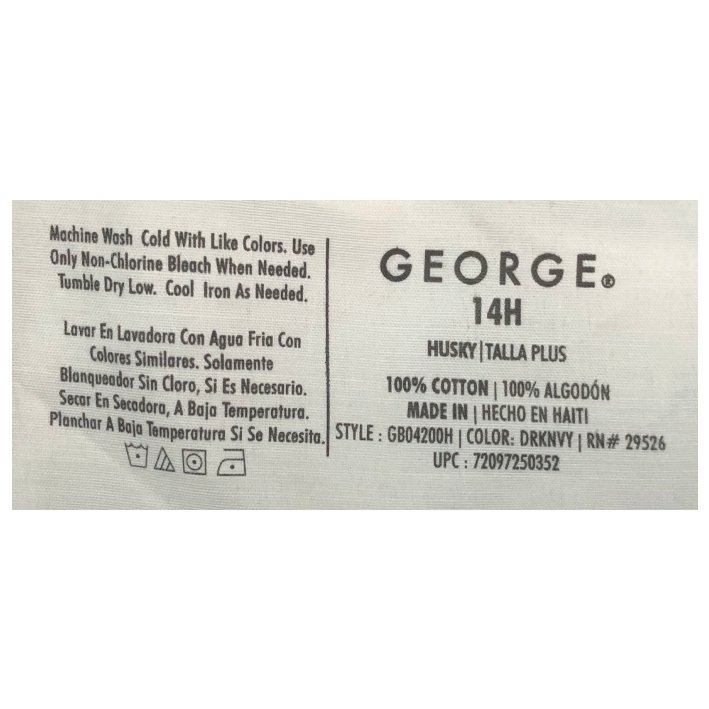 Machine Wash Cold With Like Colors. Use
Only Non-Chlorine Bleach When Needed.
Tumble Dry Low. Cool Iron As Needed.
Lavar En Lavadora Con Agua Fria Con
Colores Similares. Solamente
Blanqueador Sin Cloro, Si Es Necesario.
Secar En Secadora, A Baja Temperatura.
Planchar A Baja Temperatura Si Se Necesita.
GEORGE®
14H
HUSKY|TALLA PLUS
100% COTTON | 100% ALGODÓN
MADE IN | HECHO EN HAITI
STYLE : GB04200H | COLOR: DRKNVY | RN# 29526
UPC : 72097250352